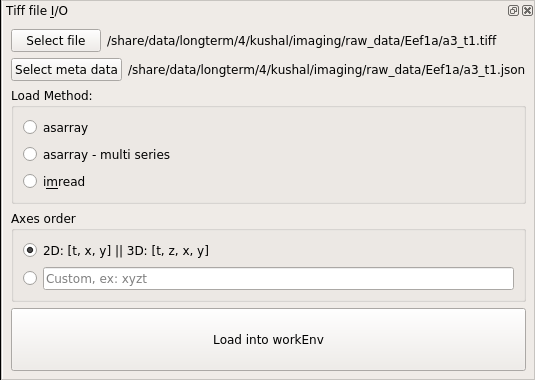 Tiff file I/O
Select file /share/data/longterm/4/kushal/imaging/raw_data/Eef1a/a3_t1.tiff
Select meta data /share/data/longterm/4/kushal/imaging/raw_data/Eef1a/a3_t1.json
Load Method:
asarray
asarray - multi series
imread
Axes order
2D: [t, x, y] || 3D: [t, z, x, y]
Custom, ex: xyzt
Load into workEnv